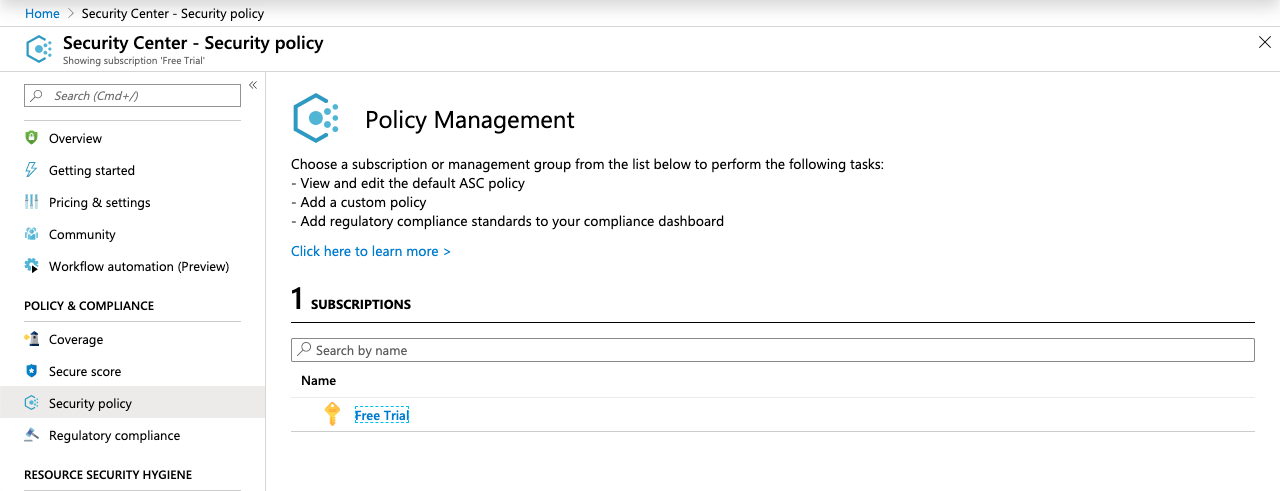 Home > Security Center - Security policy
Security Center - Security policy
Showing subscription 'Free Trial'
Search (Cmd+/)
Overview
Getting started
Pricing & settings
Community
Workflow automation (Preview)
POLICY & COMPLIANCE
Coverage
Secure score
Security policy
Regulatory compliance
RESOURCE SECURITY HYGIENE
Policy Management
Choose a subscription or management group from the list below to perform the following tasks:
- View and edit the default ASC policy
- Add a custom policy
- Add regulatory compliance standards to your compliance dashboard
Click here to learn more >
1 SUBSCRIPTIONS
Search by name
Name
Free Trial